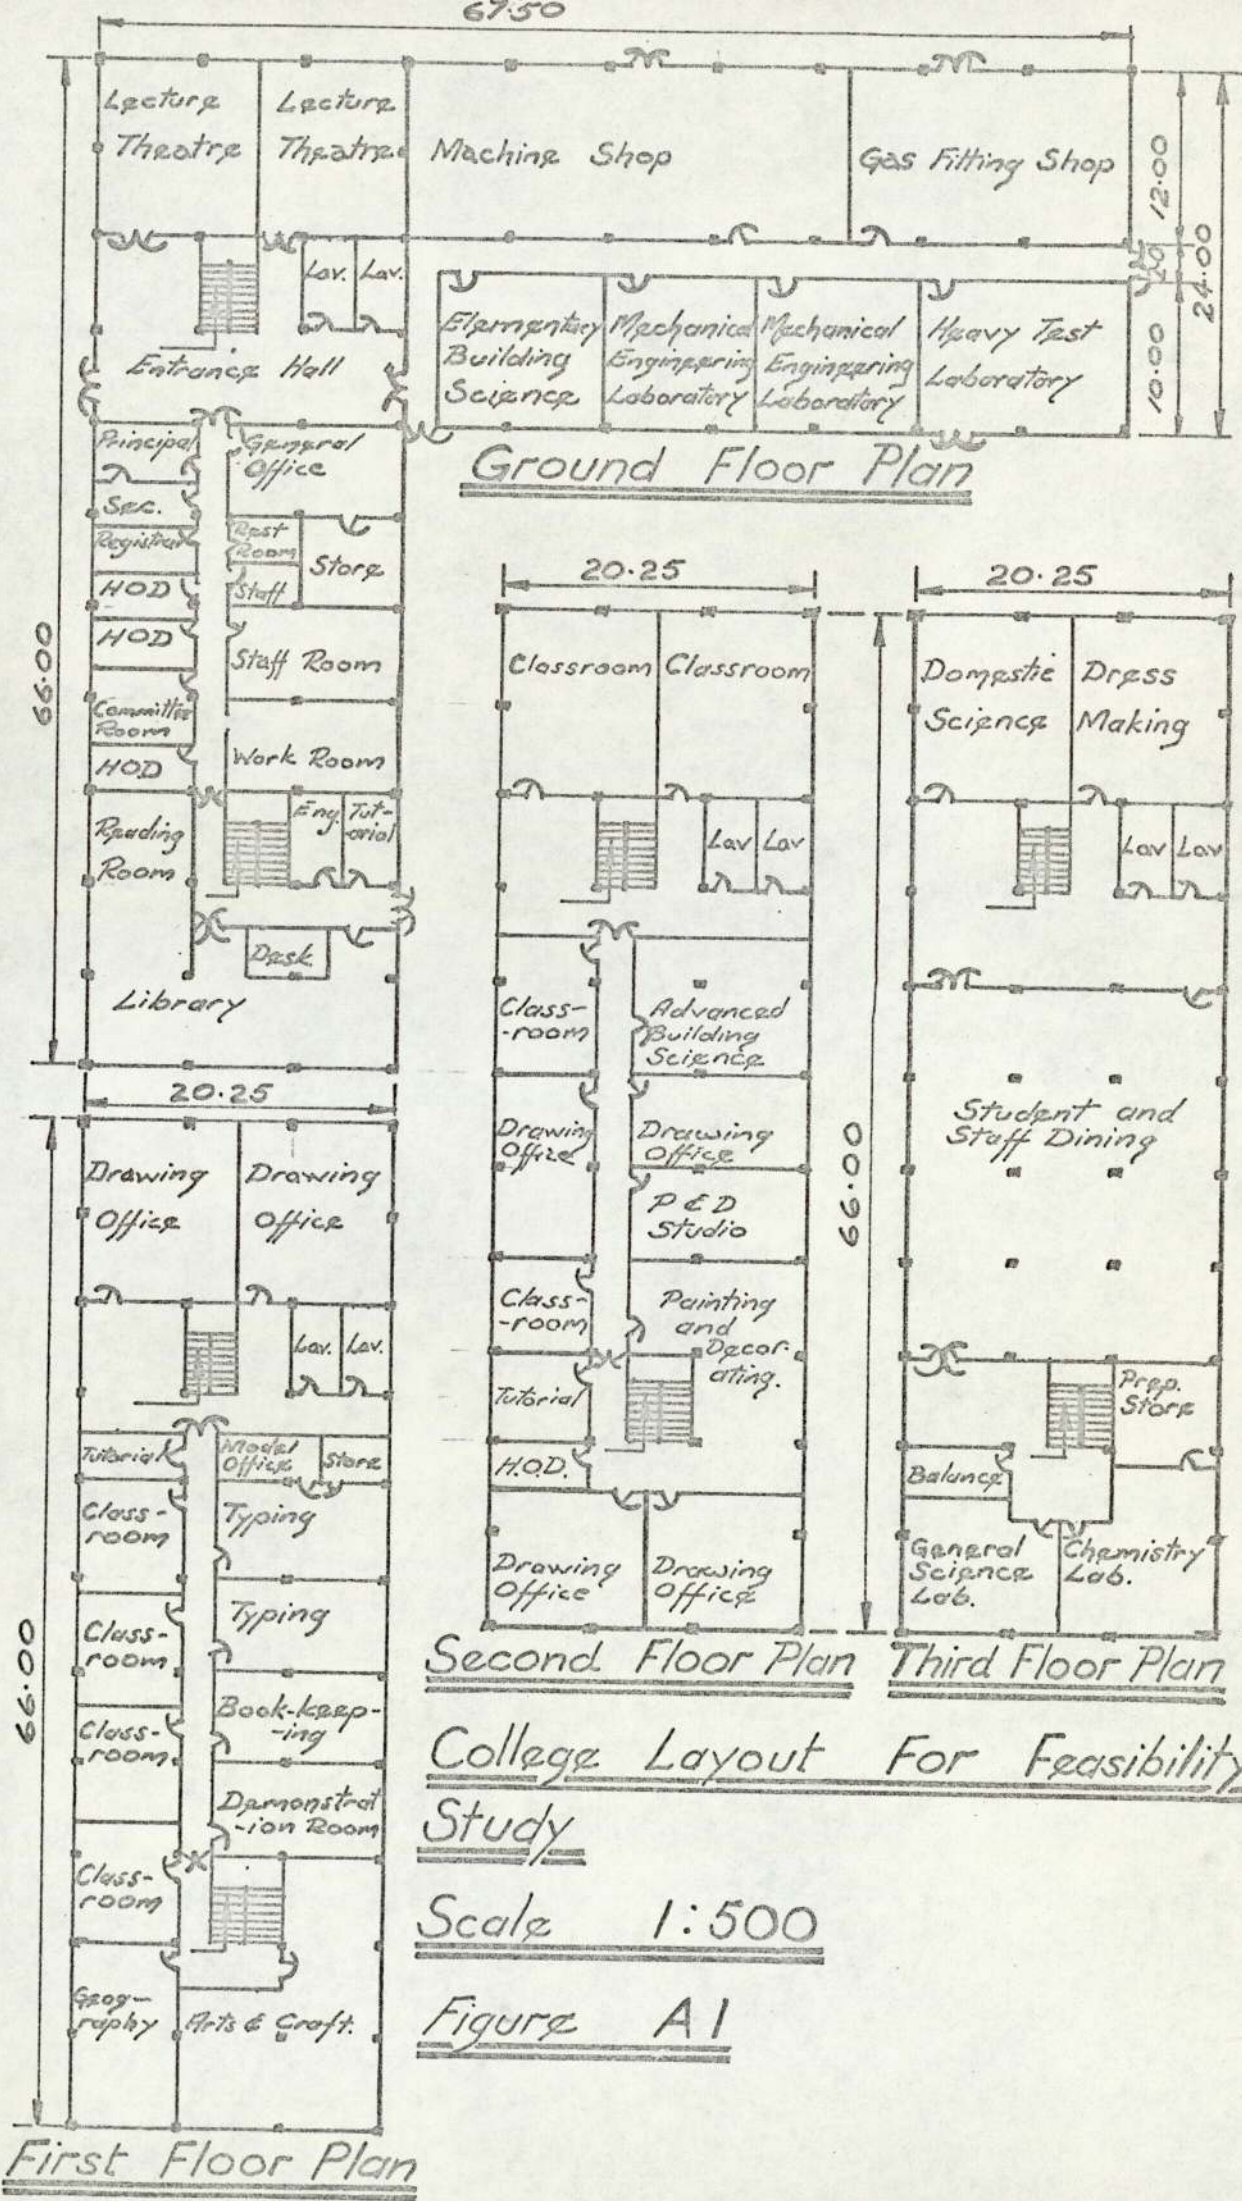 67.50
Lecture
Theatre
Lecture
Theatre
Machine Shop
Gas Fitting Shop
12.00
24.00
10.00
Lav.
Lav.
Entrance Hall
Elementary
Building
Science
Mechanical
Engineering
Laboratory
Mechanical
Engineering
Laboratory
Heavy Test
Laboratory
Ground Floor Plan
66.00
Principal
Sec.
Registrar
HOD
HOD
Committee
Room
HOD
Reading
Room
General
Office
Rest
Room
Staff
Store
Staff Room
Work Room
Eng.
Tut-
-orial
Desk
Library
20.25
66.00
Drawing
Office
Drawing
Office
Lav.
Lav.
Tutorial
Model
Office
Store
Class-
room
Typing
Class-
room
Typing
Class-
room
Book-keep-
-ing
Demonstrat
-ion Room
Class-
room
Geog-
raphy
Arts & Craft.
First Floor Plan
20.25
Classroom
Classroom
Lav
Lav
Class-
-room
Advanced
Building
Science
Drawing
Office
Drawing
Office
P & D
Studio
Class-
-room
Painting
and
Decor-
ating.
Tutorial
H.O.D.
Drawing
Office
Drawing
Office
66.00
Second Floor Plan
20.25
Domestic
Science
Dress
Making
Lav
Lav
Student and
Staff Dining
Prep.
Store
Balance
General
Science
Lab.
Chemistry
Lab.
Third Floor Plan
College Layout For Feasibility
Study
Scale 1:500
Figure A1